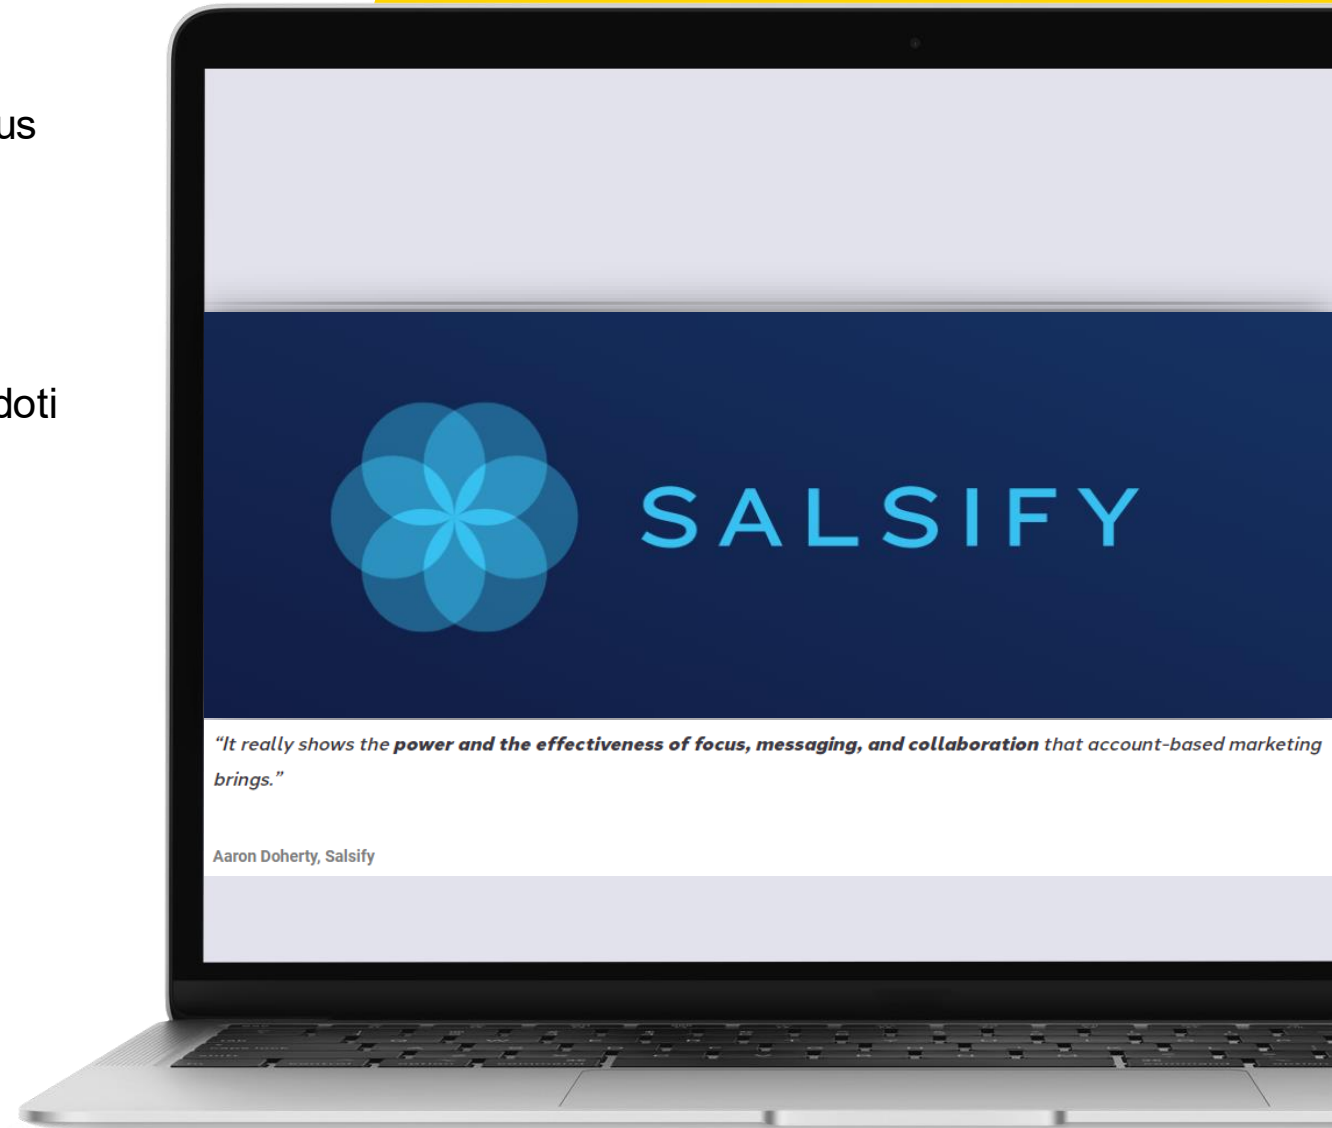 us
doti
SALSIFY
“It really shows the power and the effectiveness of focus, messaging, and collaboration that account-based marketing
brings.”
Aaron Doherty, Salsify